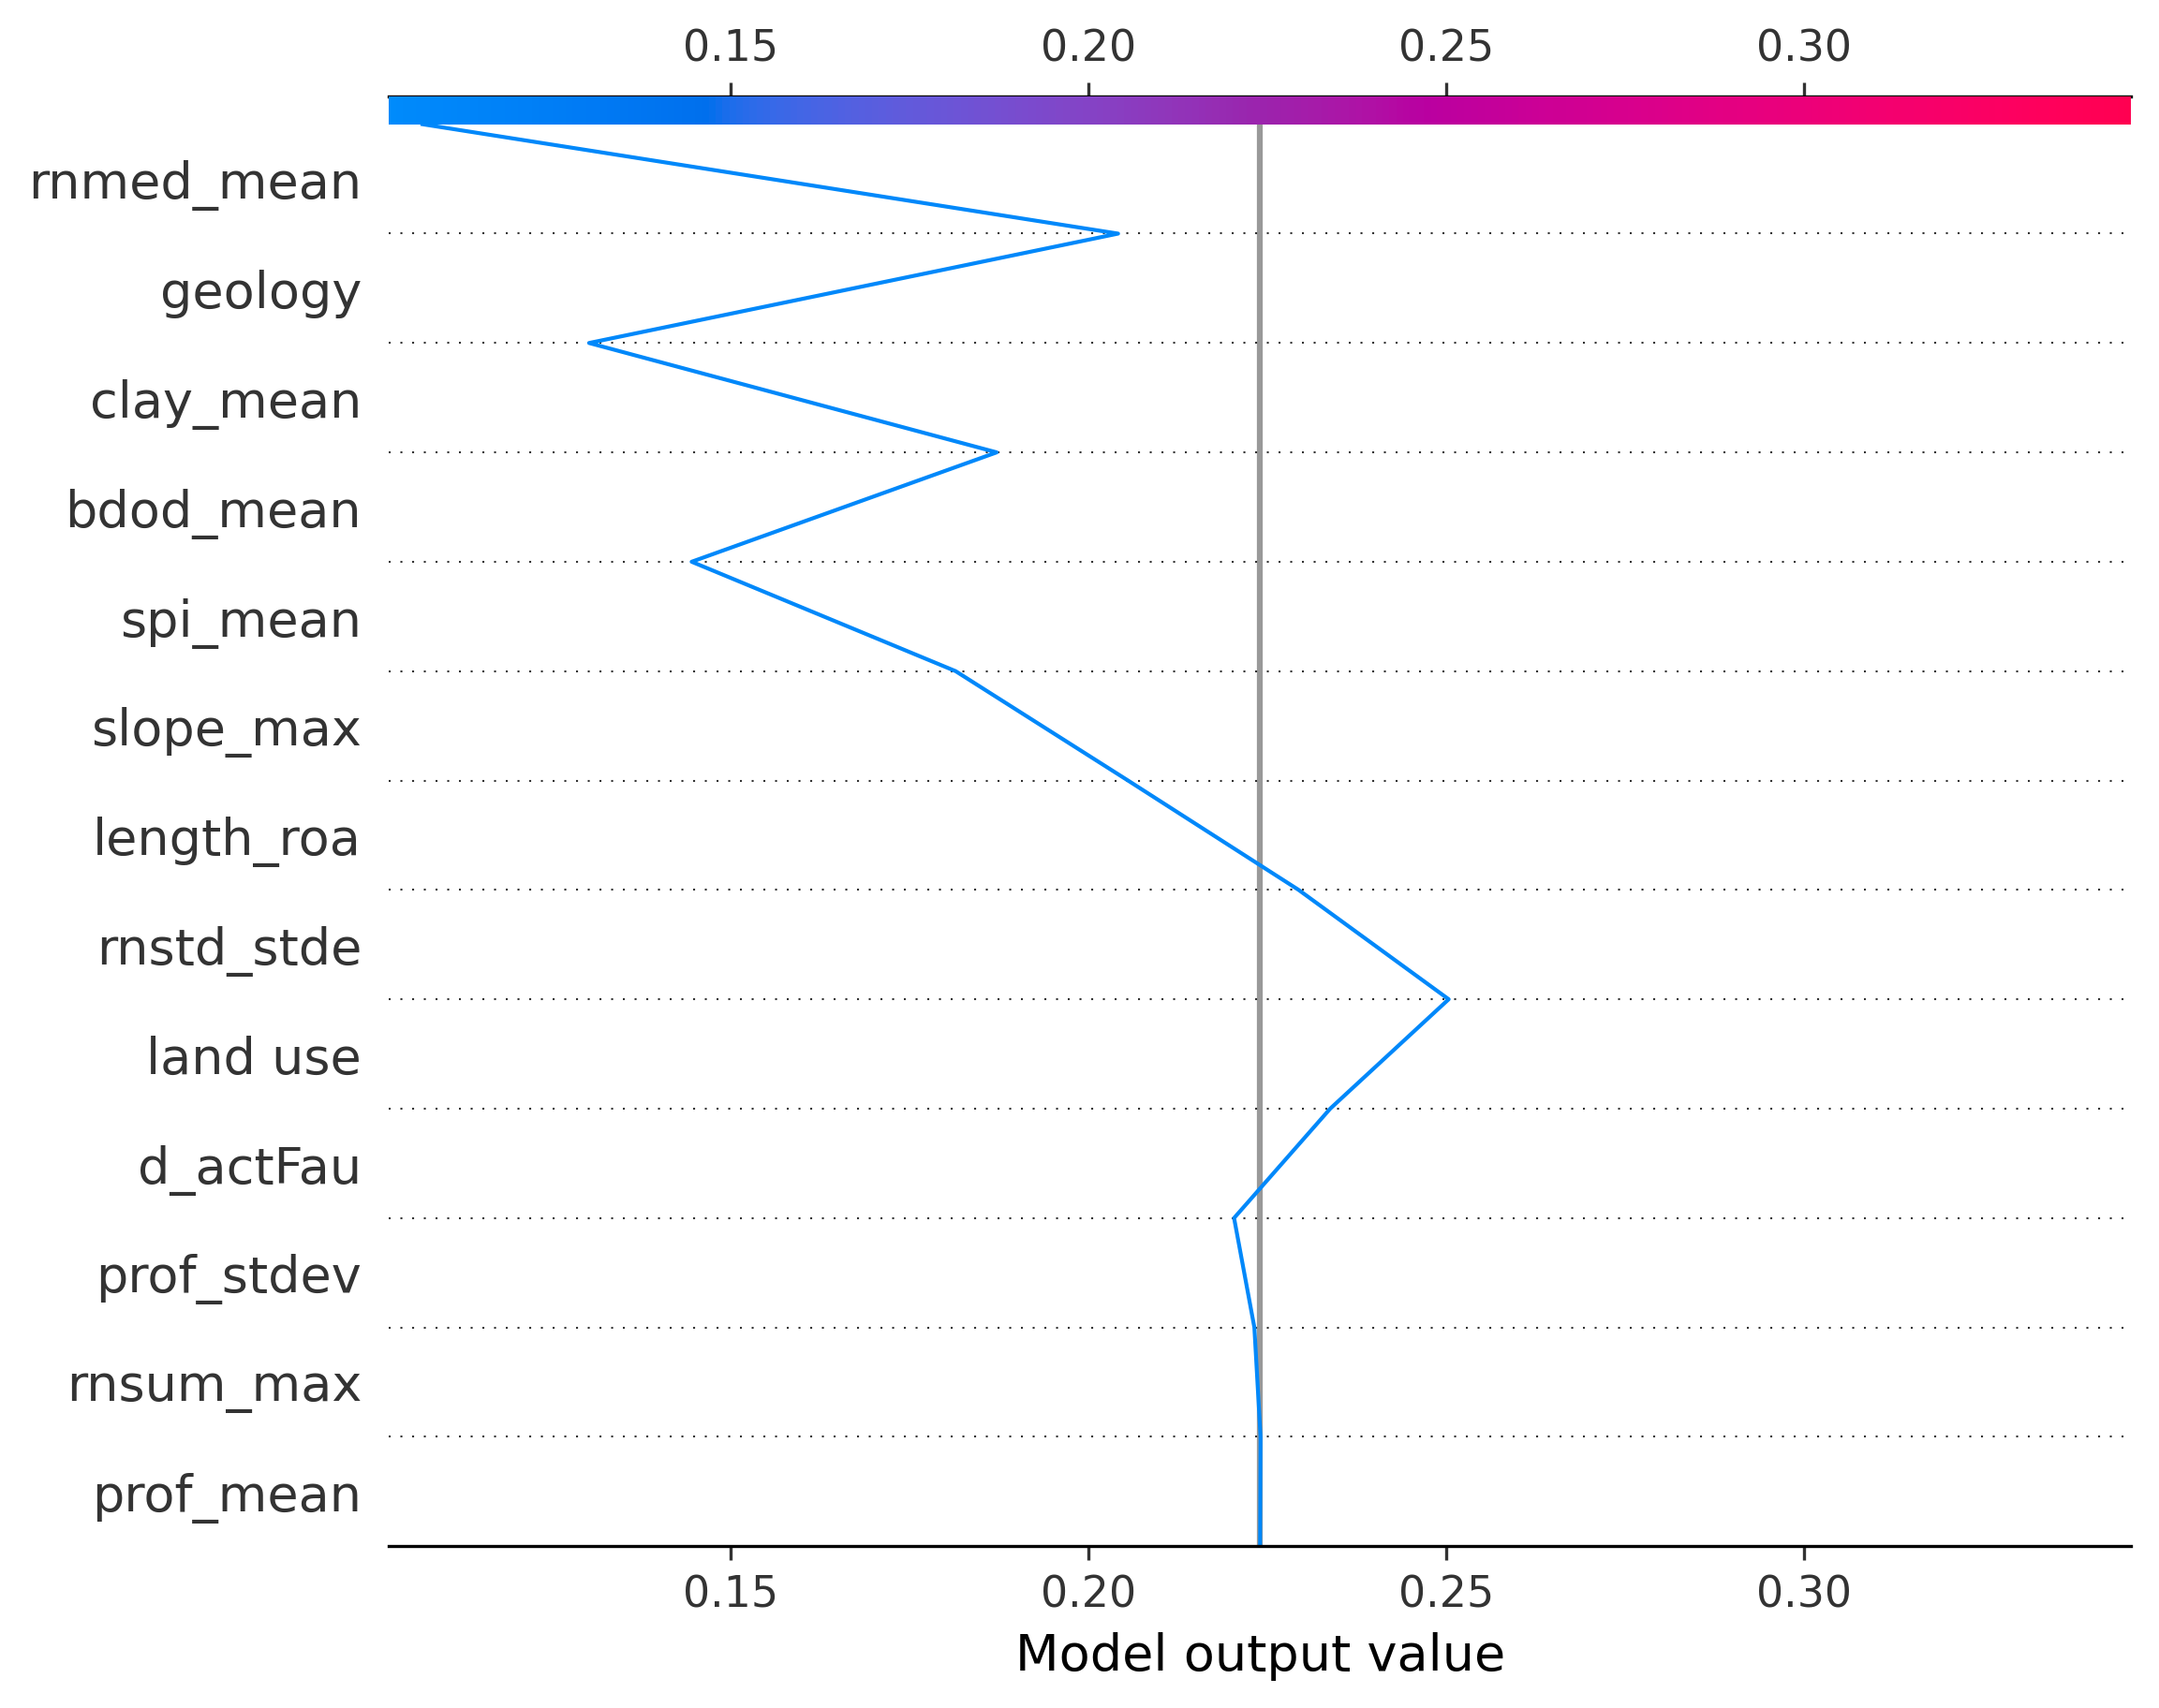 0.15 0.20 0.25 0.30
rnmed_mean
geology
clay_mean
bdod_mean
spi_mean
slope_max
length_roa
rnstd_stde
land use
d_actFau
prof_stdev
rnsum_max
prof_mean
0.15 0.20 0.25 0.30
Model output value